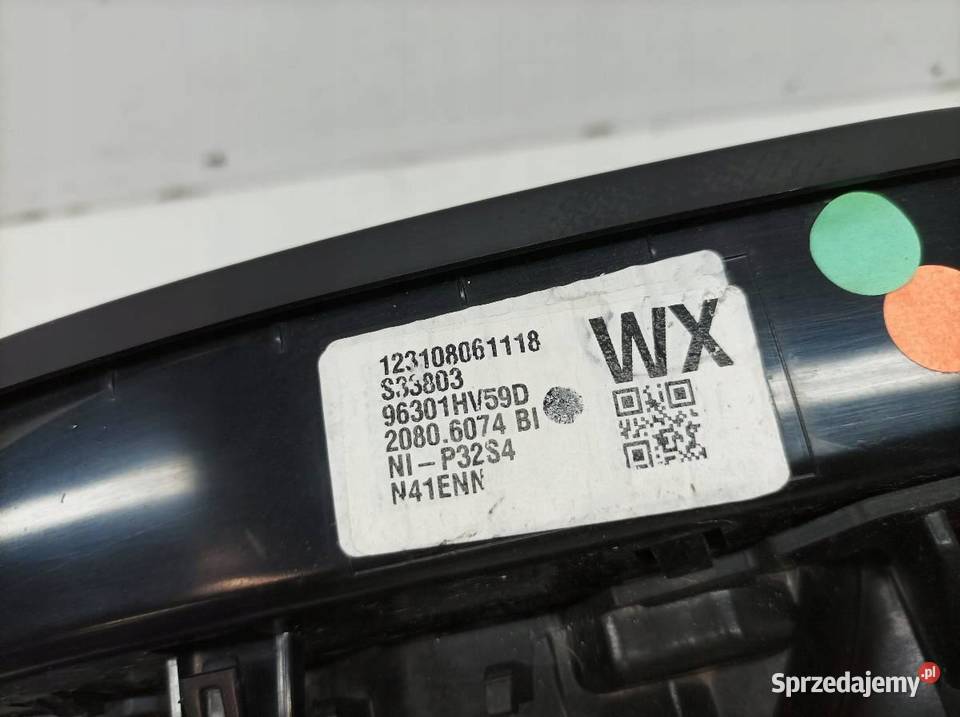 123108061118
S33803
96301HV59D
2080.6074 BI
NI-P32S4
N41ENN
WX
Sprzedajemy.pl